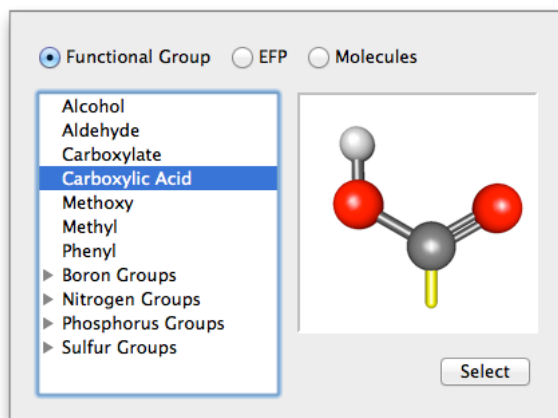 Functional Group EFP Molecules
Alcohol
Aldehyde
Carboxylate
Carboxylic Acid
Methoxy
Methyl
Phenyl
Boron Groups
Nitrogen Groups
Phosphorus Groups
Sulfur Groups
Select